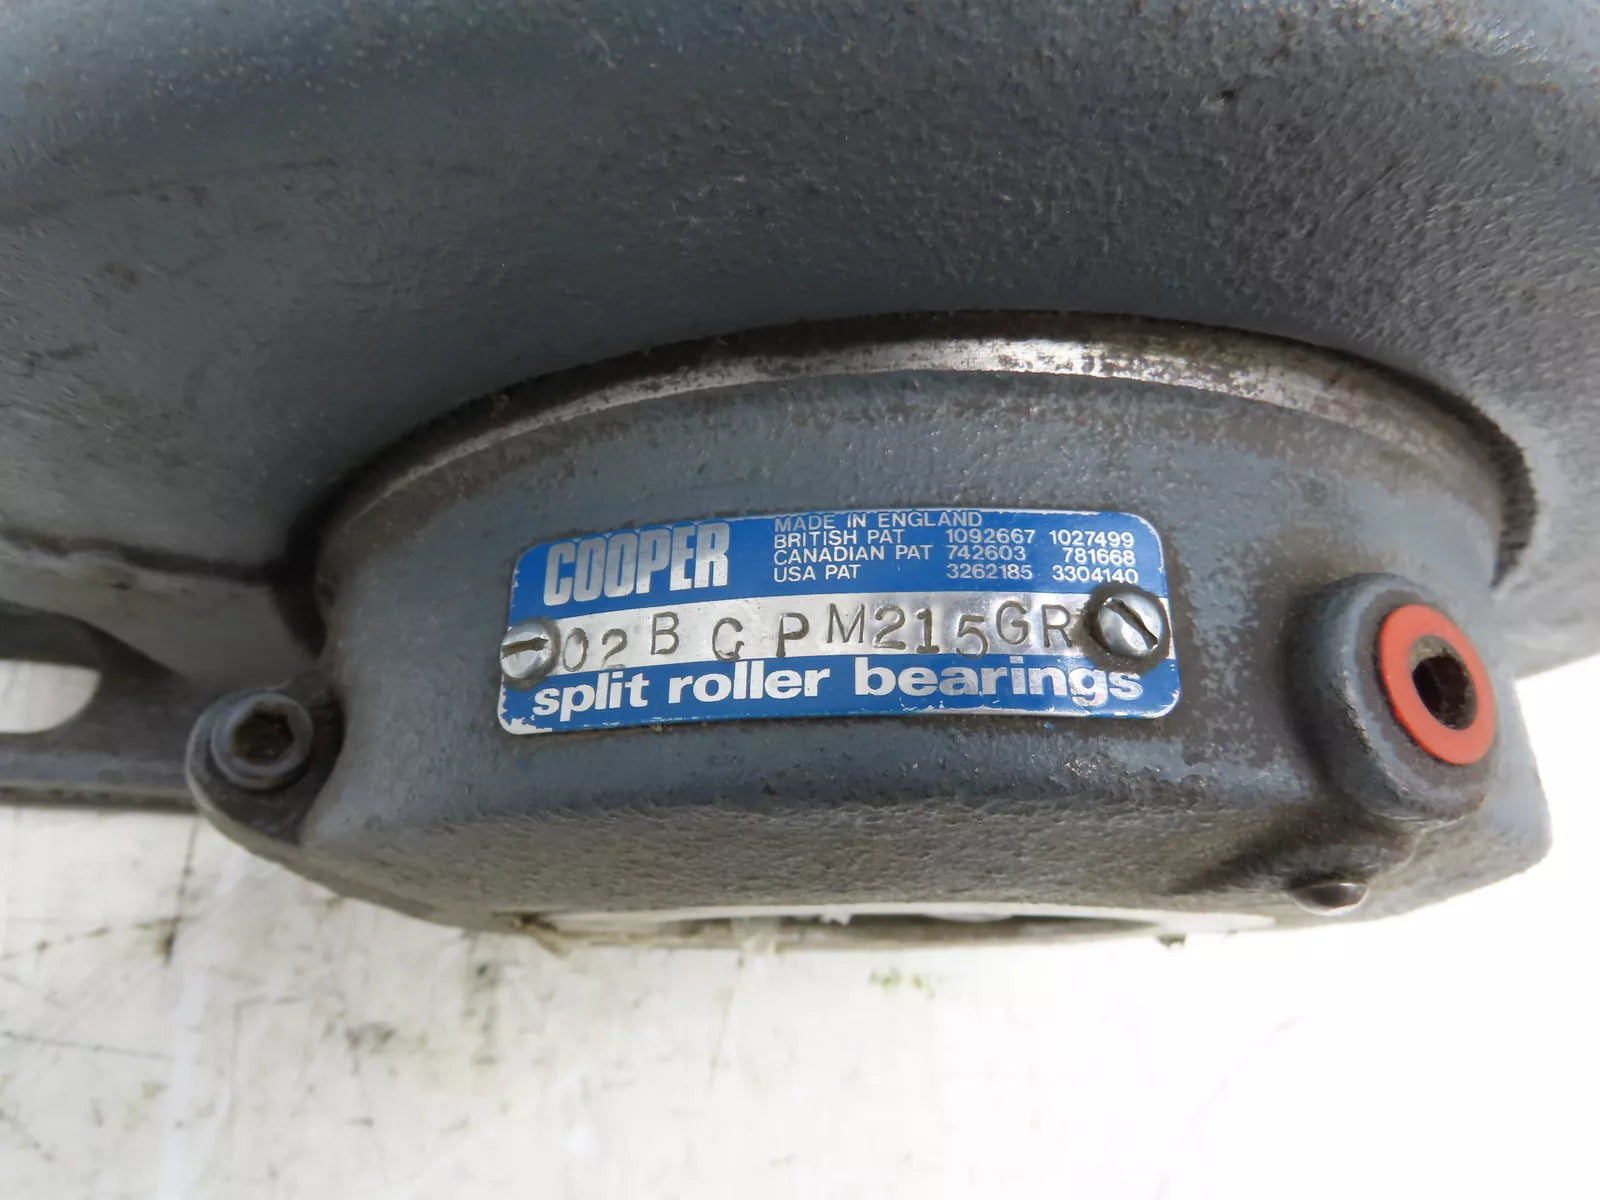 COOPER
MADE IN ENGLAND
BRITISH PAT 1092667 1027499
CANADIAN PAT 742603 781668
USA PAT 3262185 3304140
02 B C P M215GR
split roller bearings